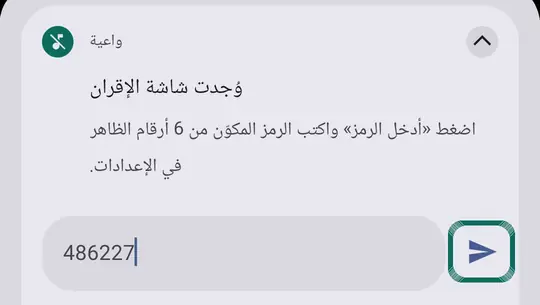 واعية
وُجدت شاشة الإقران
اضغط «أدخل الرمز» واكتب الرمز المكوّن من 6 أرقام الظاهر
في الإعدادات.
486227